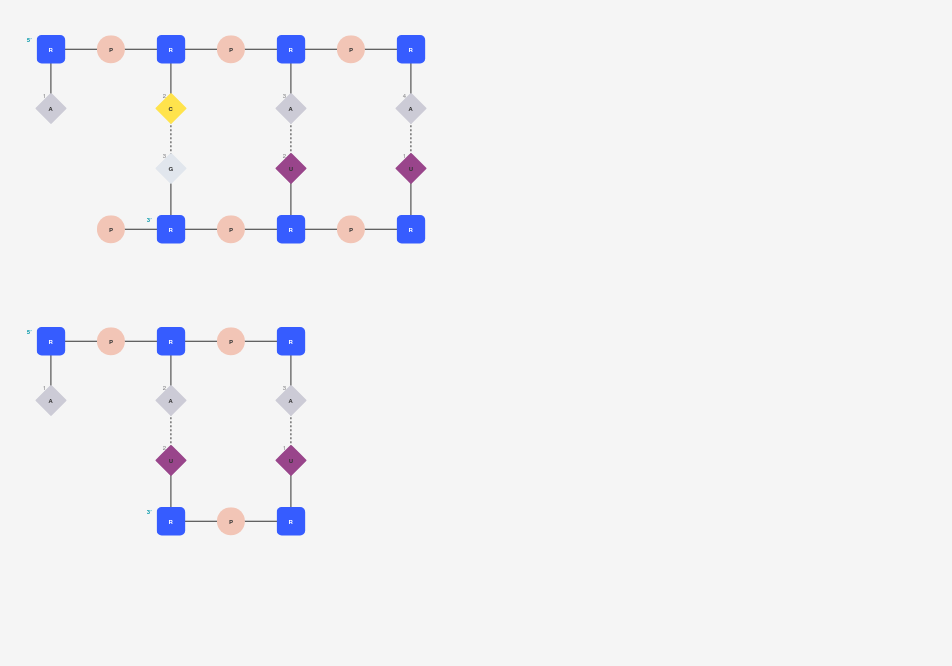 5' R P R P R P R
1 A 2 C 3 A 4 A
3 G 2 U 1 U
P 3' R P R P R
5' R P R P R
1 A 2 A 3 A
2 U 1 U
3' R P R